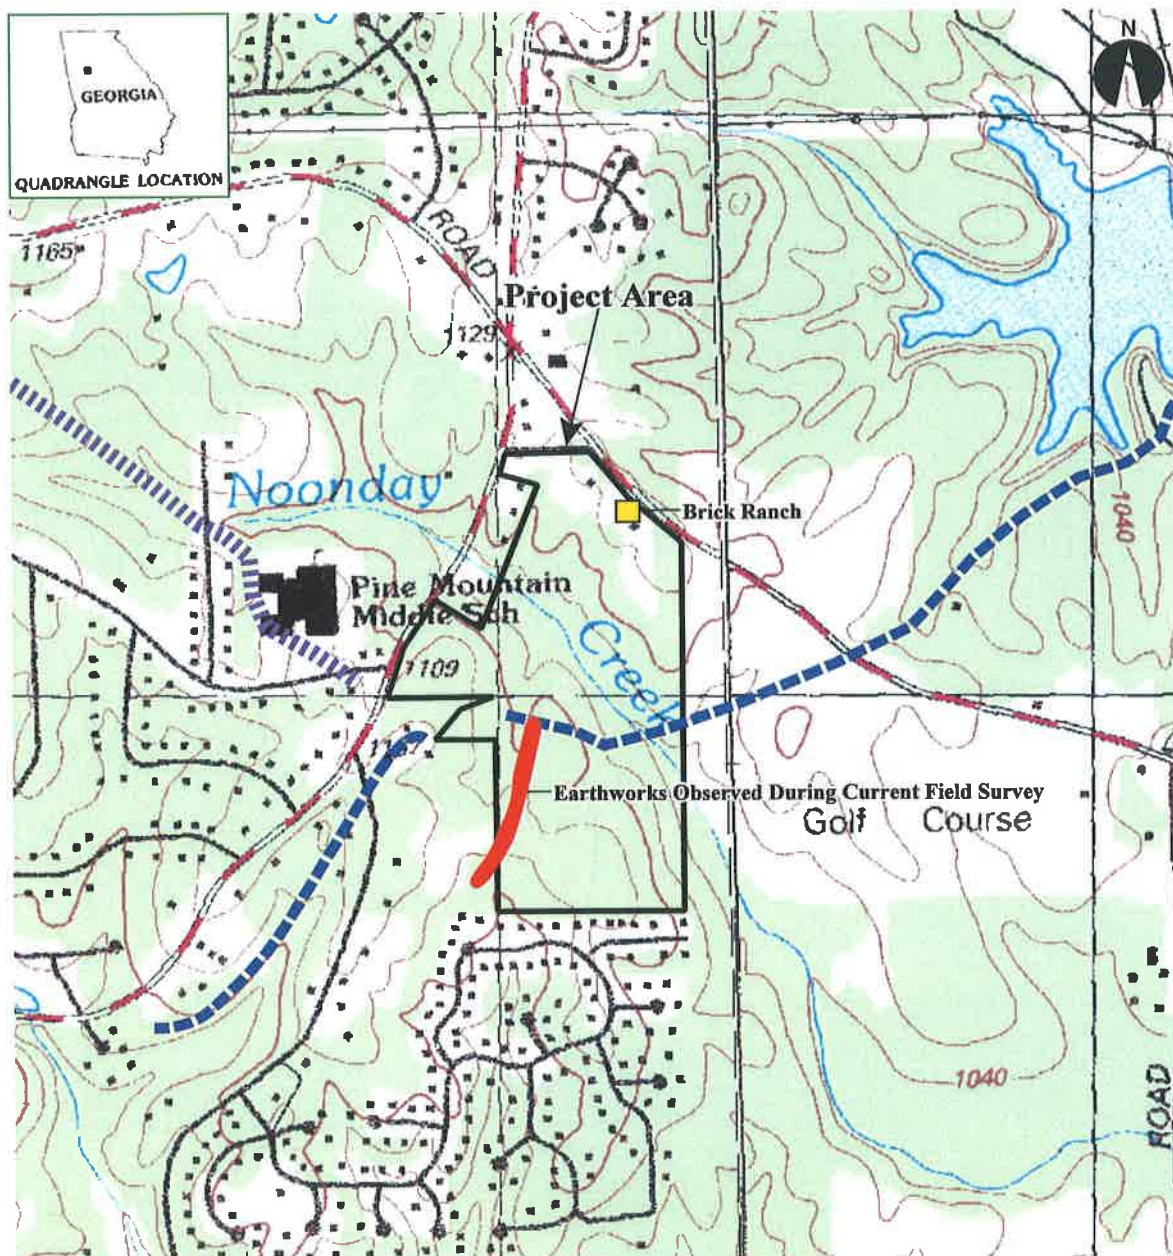 GEORGIA
QUADRANGLE LOCATION
N
1165
ROAD
Project Area
1129
Noonday
Brick Ranch
Pine Mountain
Middle Sch
1040
Creek
1109
Earthworks Observed During Current Field Survey
Golf Course
1040
ROAD